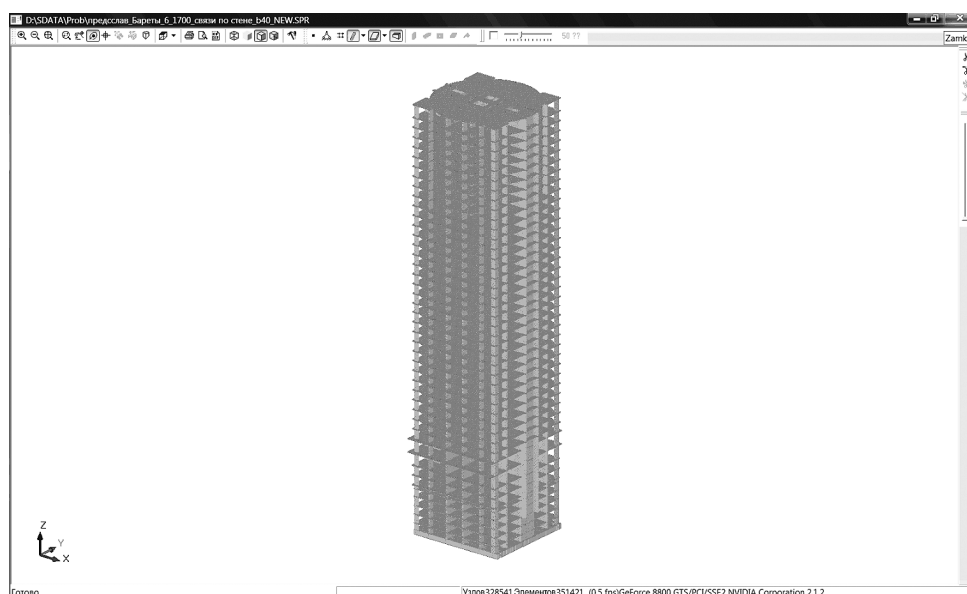 D:\SDATA\Prob\предсслав_Бареты_6_1700_связи по стене_b40_NEW.SPR
50 ??
Zamk
Z
Y
X
Готово
Узлов328541 Элементов351421 (0.5 fps)GeForce 8800 GTS/PCI/SSE2 NVIDIA Corporation 2.1.2